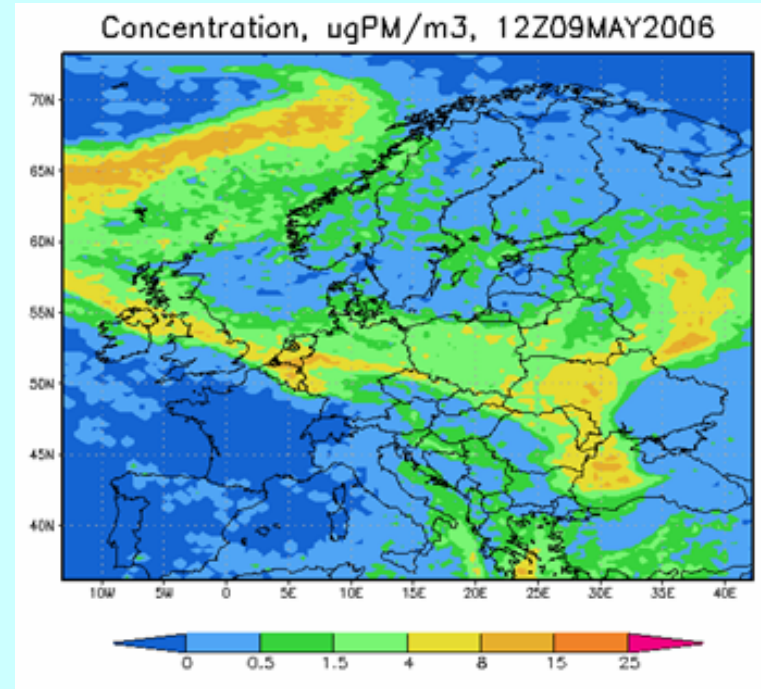 Concentration, ugPM/m3, 12Z09MAY2006
70N
65N
60N
55N
50N
45N
40N
10W 5W 0 5E 10E 15E 20E 25E 30E 35E 40E
0 0.5 1.5 4 8 15 25